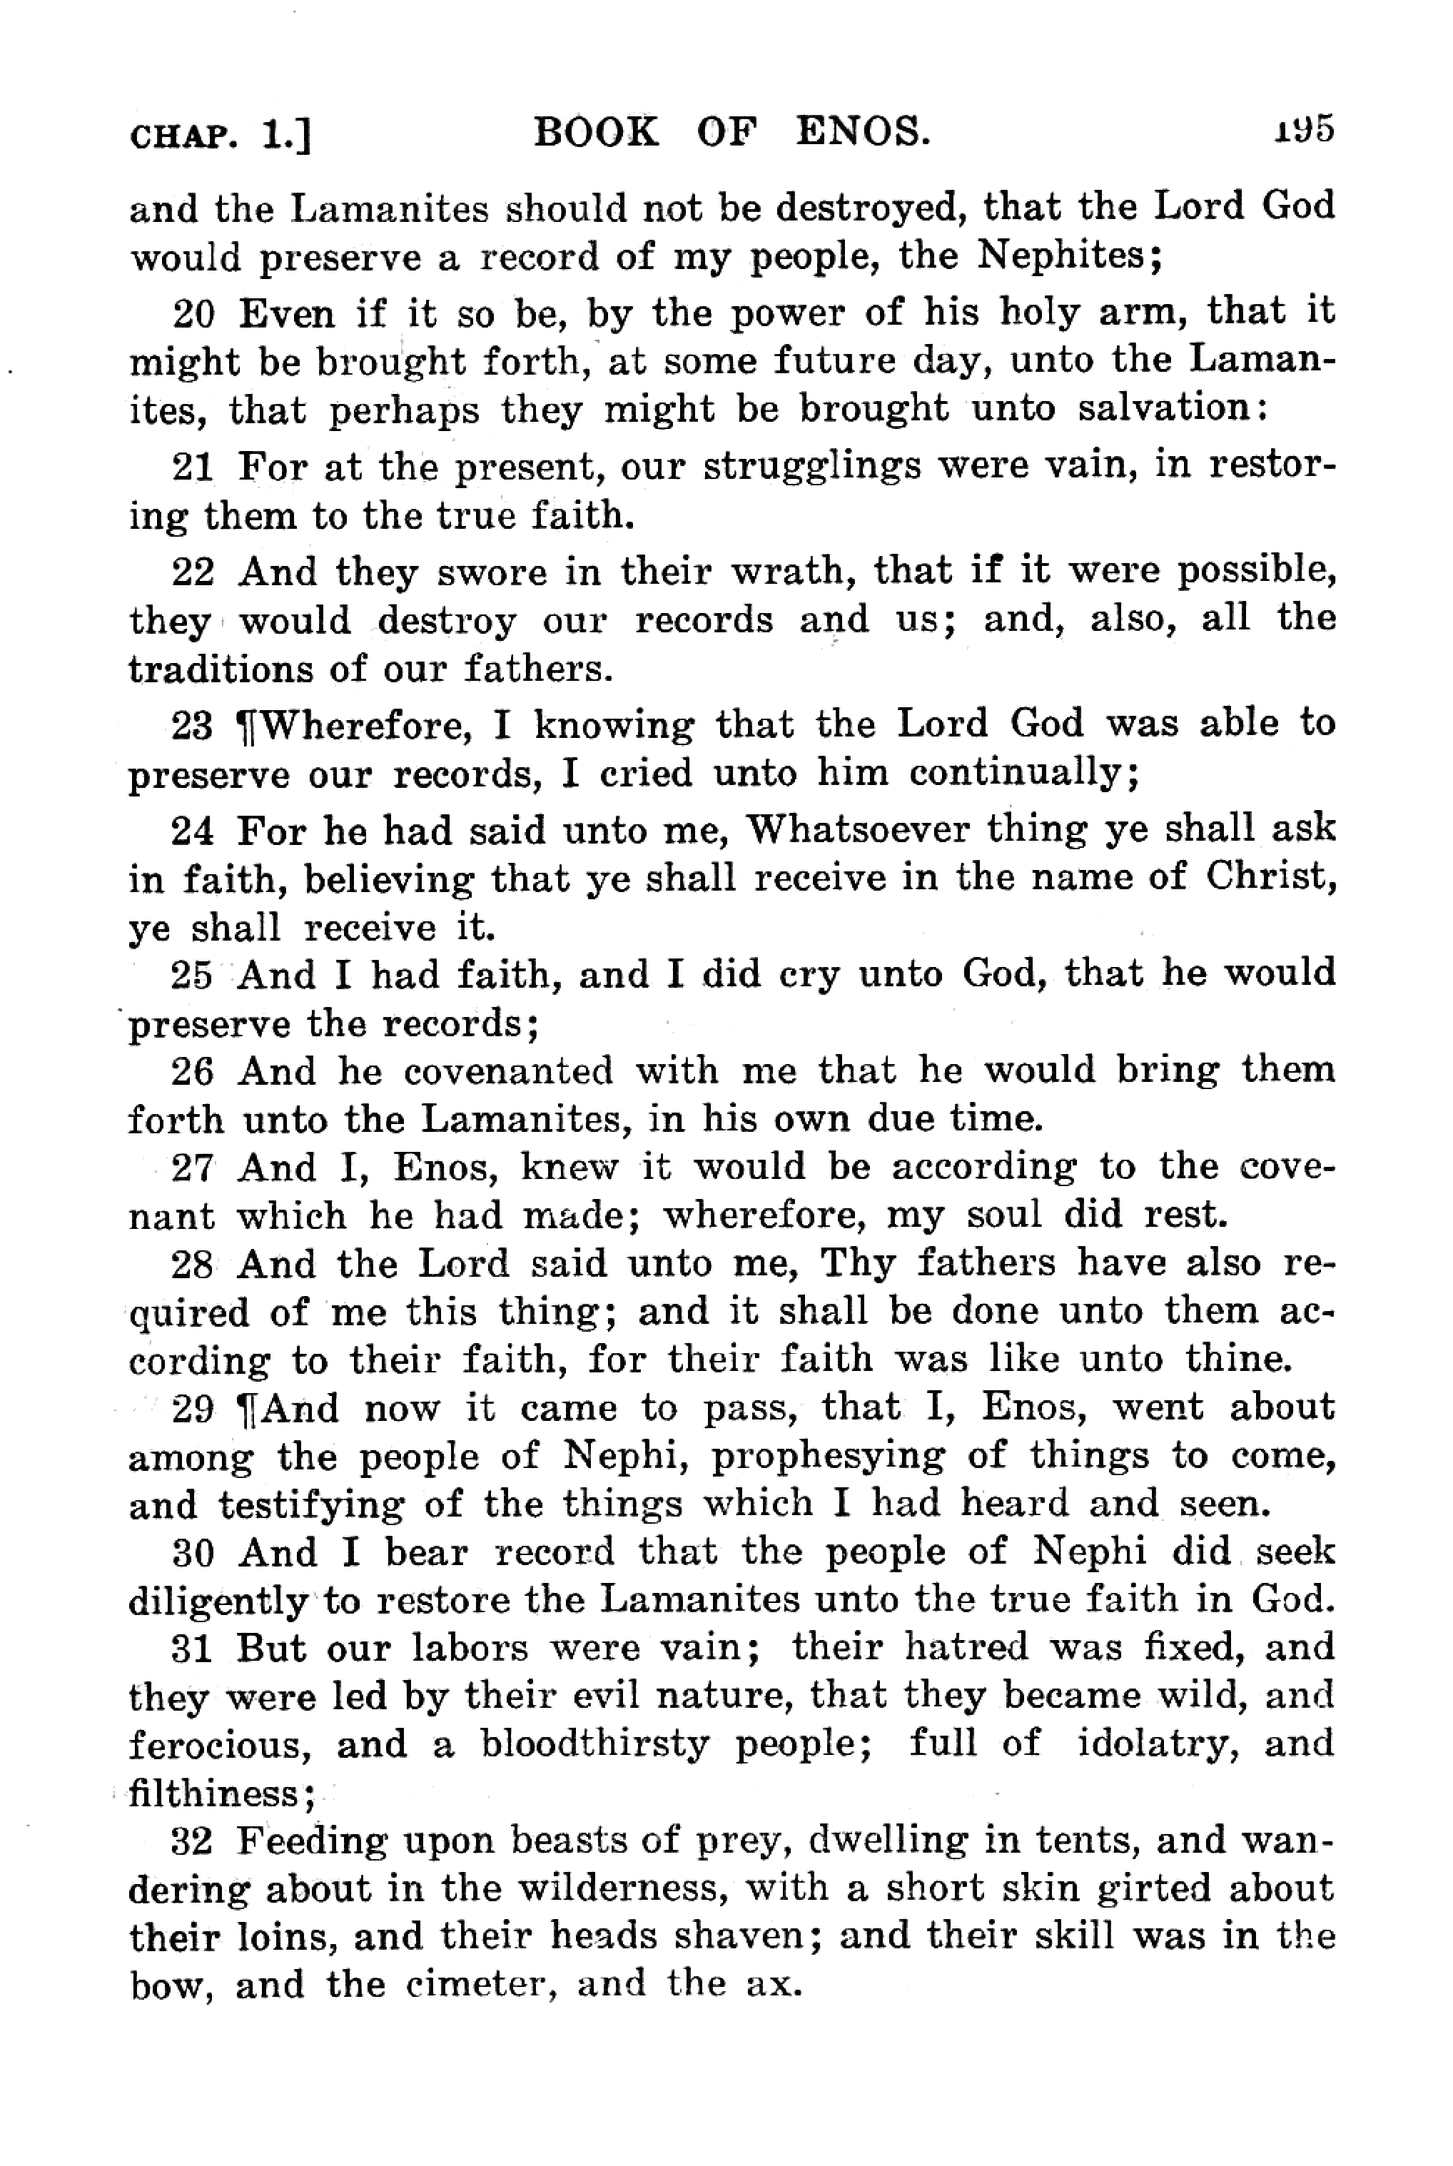 CHAP. 1.] BOOK OF ENOS. 195
and the Lamanites should not be destroyed, that the Lord God
would preserve a record of my people, the Nephites;
20 Even if it so be, by the power of his holy arm, that it
might be brought forth, at some future day, unto the Laman-
ites, that perhaps they might be brought unto salvation:
21 For at the present, our strugglings were vain, in restor-
ing them to the true faith.
22 And they swore in their wrath, that if it were possible,
they would destroy our records and us; and, also, all the
traditions of our fathers.
23 ¶Wherefore, I knowing that the Lord God was able to
preserve our records, I cried unto him continually;
24 For he had said unto me, Whatsoever thing ye shall ask
in faith, believing that ye shall receive in the name of Christ,
ye shall receive it.
25 And I had faith, and I did cry unto God, that he would
preserve the records;
26 And he covenanted with me that he would bring them
forth unto the Lamanites, in his own due time.
27 And I, Enos, knew it would be according to the cove-
nant which he had made; wherefore, my soul did rest.
28 And the Lord said unto me, Thy fathers have also re-
quired of me this thing; and it shall be done unto them ac-
cording to their faith, for their faith was like unto thine.
29 ¶And now it came to pass, that I, Enos, went about
among the people of Nephi, prophesying of things to come,
and testifying of the things which I had heard and seen.
30 And I bear record that the people of Nephi did seek
diligently to restore the Lamanites unto the true faith in God.
31 But our labors were vain; their hatred was fixed, and
they were led by their evil nature, that they became wild, and
ferocious, and a bloodthirsty people; full of idolatry, and
filthiness;
32 Feeding upon beasts of prey, dwelling in tents, and wan-
dering about in the wilderness, with a short skin girted about
their loins, and their heads shaven; and their skill was in the
bow, and the cimeter, and the ax.